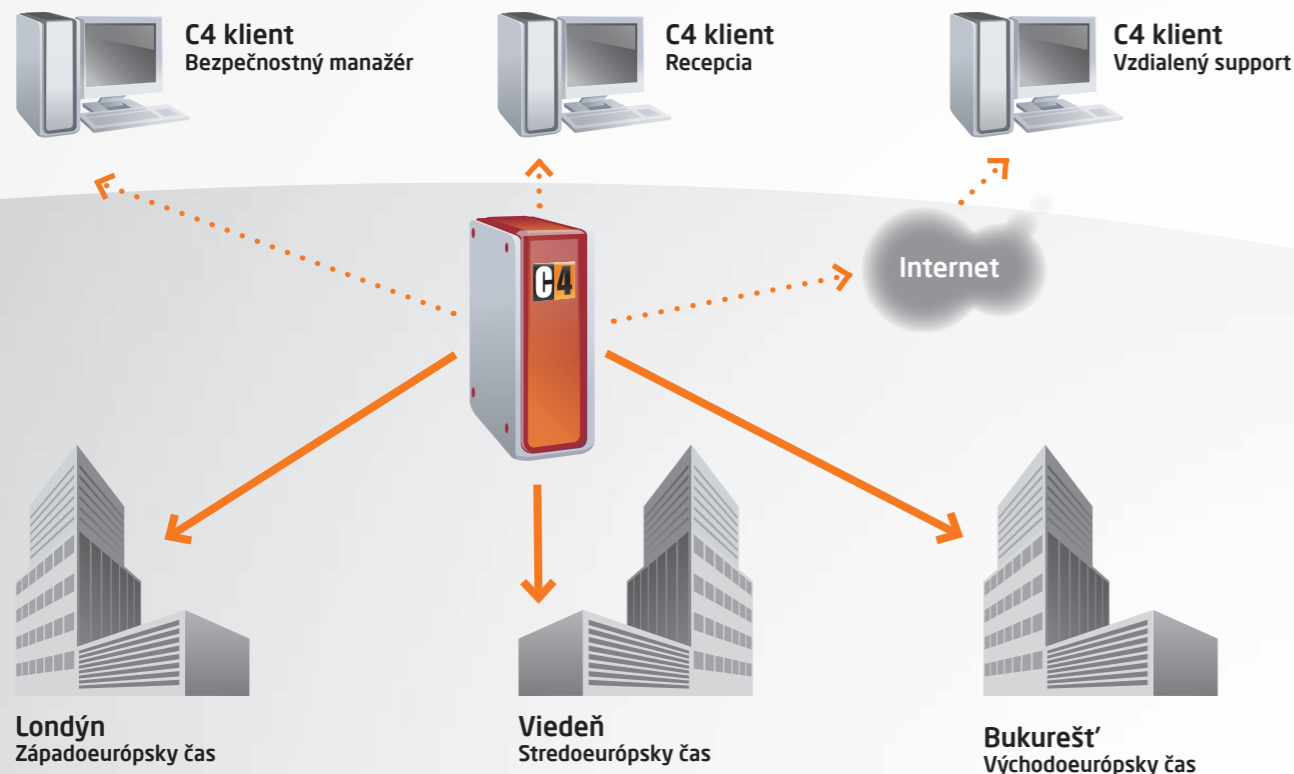 C4 klient
Bezpečnostný manažér
C4 klient
Recepcia
C4 klient
Vzdialený support
Internet
C4
Londýn
Západoeurópsky čas
Viedeň
Stredoeurópsky čas
Bukurešť
Východoeurópsky čas